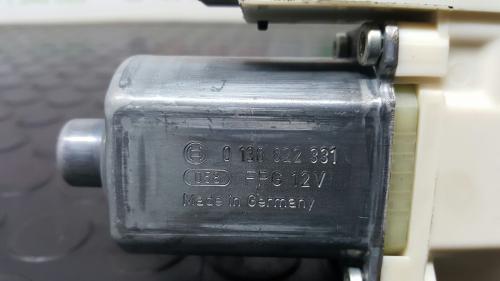 0 130 822 331
FPG 12V
Made in Germany